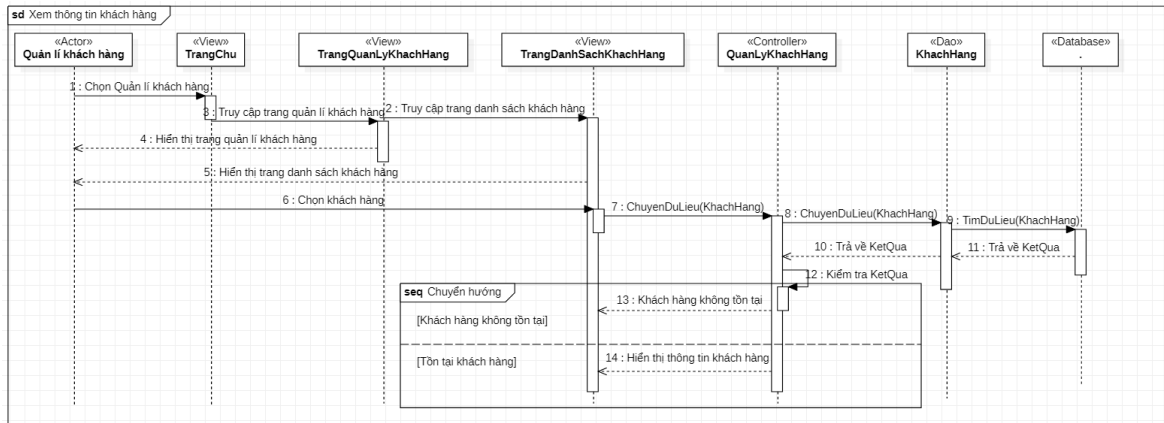 sd Xem thông tin khách hàng
«Actor»
Quản lí khách hàng
«View»
TrangChu
«View»
TrangQuanLyKhachHang
«View»
TrangDanhSachKhachHang
«Controller»
QuanLyKhachHang
«Dao»
KhachHang
«Database»
.
1 : Chọn Quản lí khách hàng
3 : Truy cập trang quản lí khách hàng
2 : Truy cập trang danh sách khách hàng
4 : Hiển thị trang quản lí khách hàng
5 : Hiển thị trang danh sách khách hàng
6 : Chọn khách hàng
7 : ChuyenDuLieu(KhachHang)
8 : ChuyenDuLieu(KhachHang)
9 : TimDuLieu(KhachHang)
10 : Trả về KetQua
11 : Trả về KetQua
12 : Kiểm tra KetQua
seq Chuyển hướng
13 : Khách hàng không tồn tại
[Khách hàng không tồn tại]
14 : Hiển thị thông tin khách hàng
[Tồn tại khách hàng]